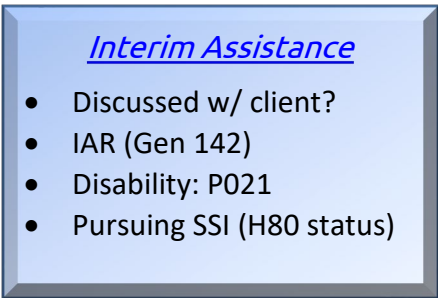 Interim Assistance
• Discussed w/ client?
• IAR (Gen 142)
• Disability: P021
• Pursuing SSI (H80 status)